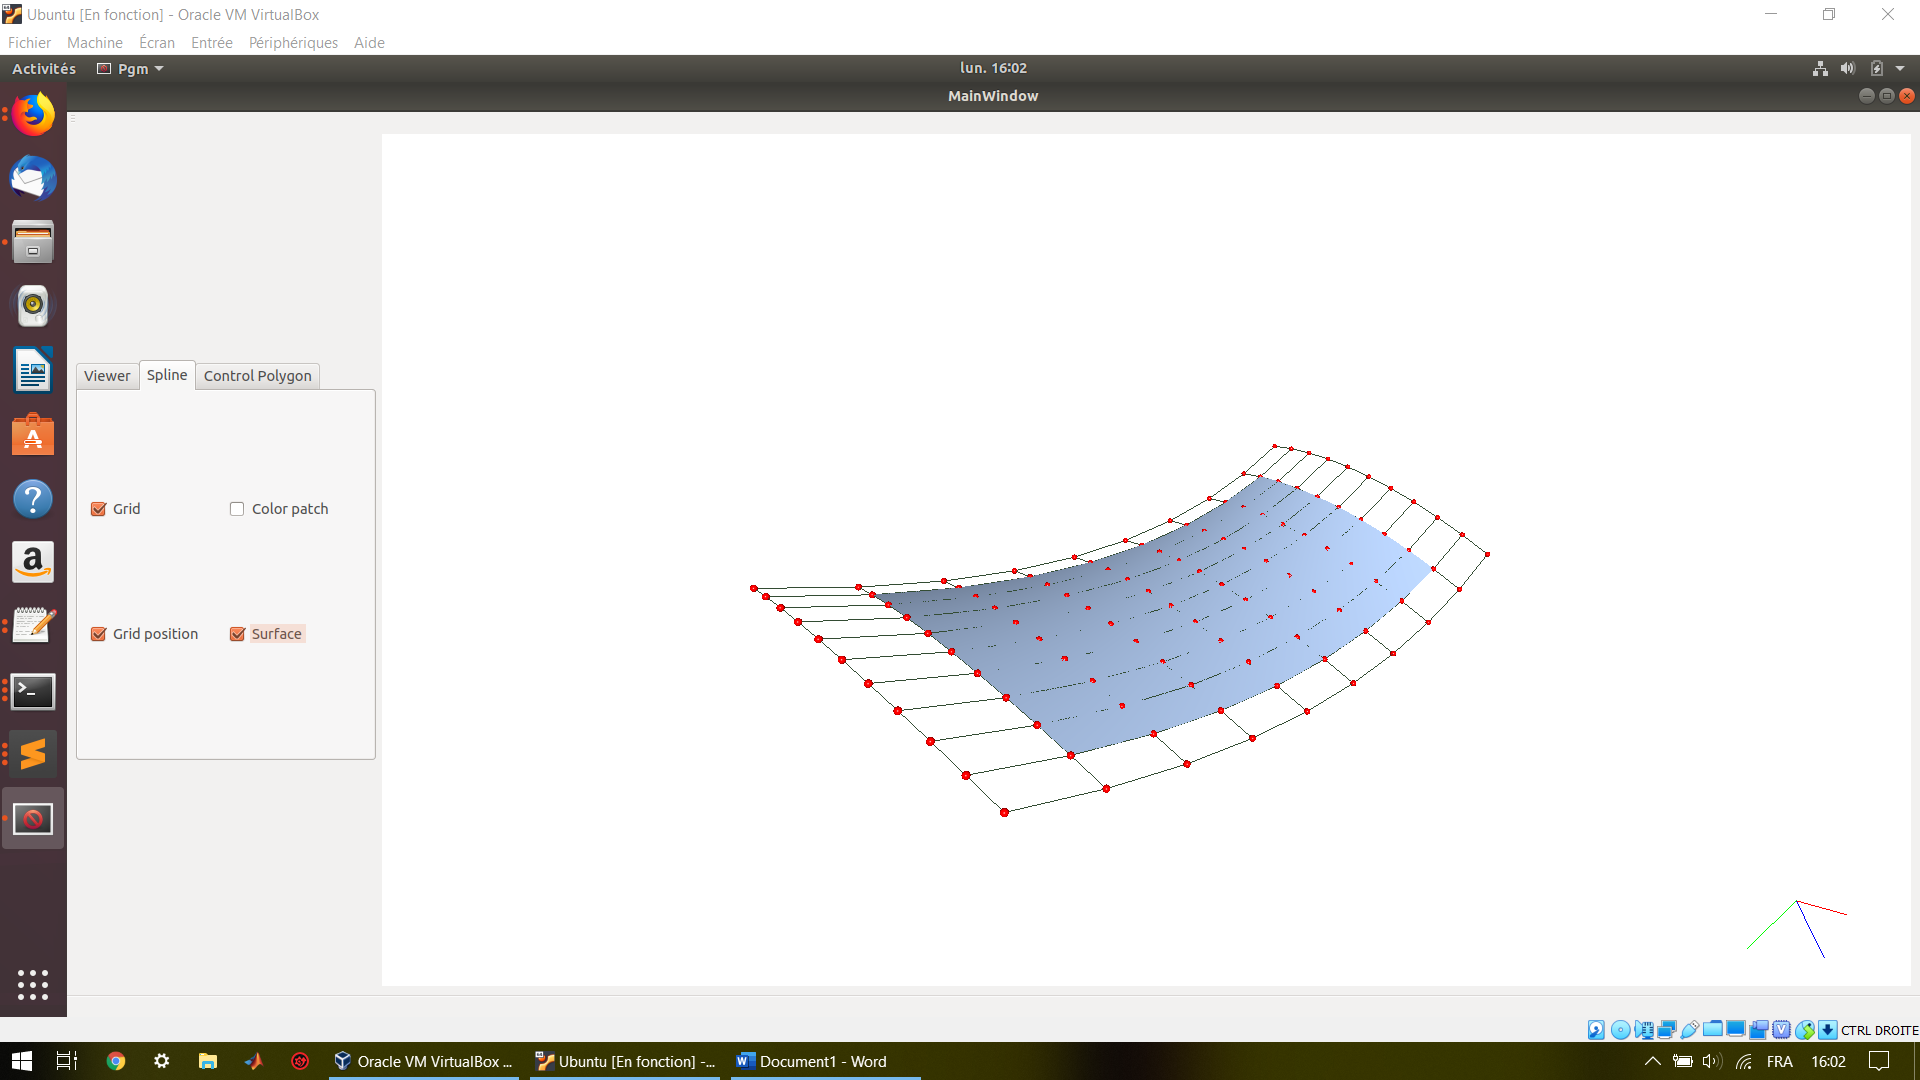 Ubuntu [En fonction] - Oracle VM VirtualBox
Fichier Machine Écran Entrée Périphériques Aide
Activités Pgm lun. 16:02
MainWindow
Viewer Spline Control Polygon
Grid Color patch
Grid position Surface
CTRL DROITE
Oracle VM VirtualBox ... Ubuntu [En fonction] -... Document1 - Word FRA 16:02